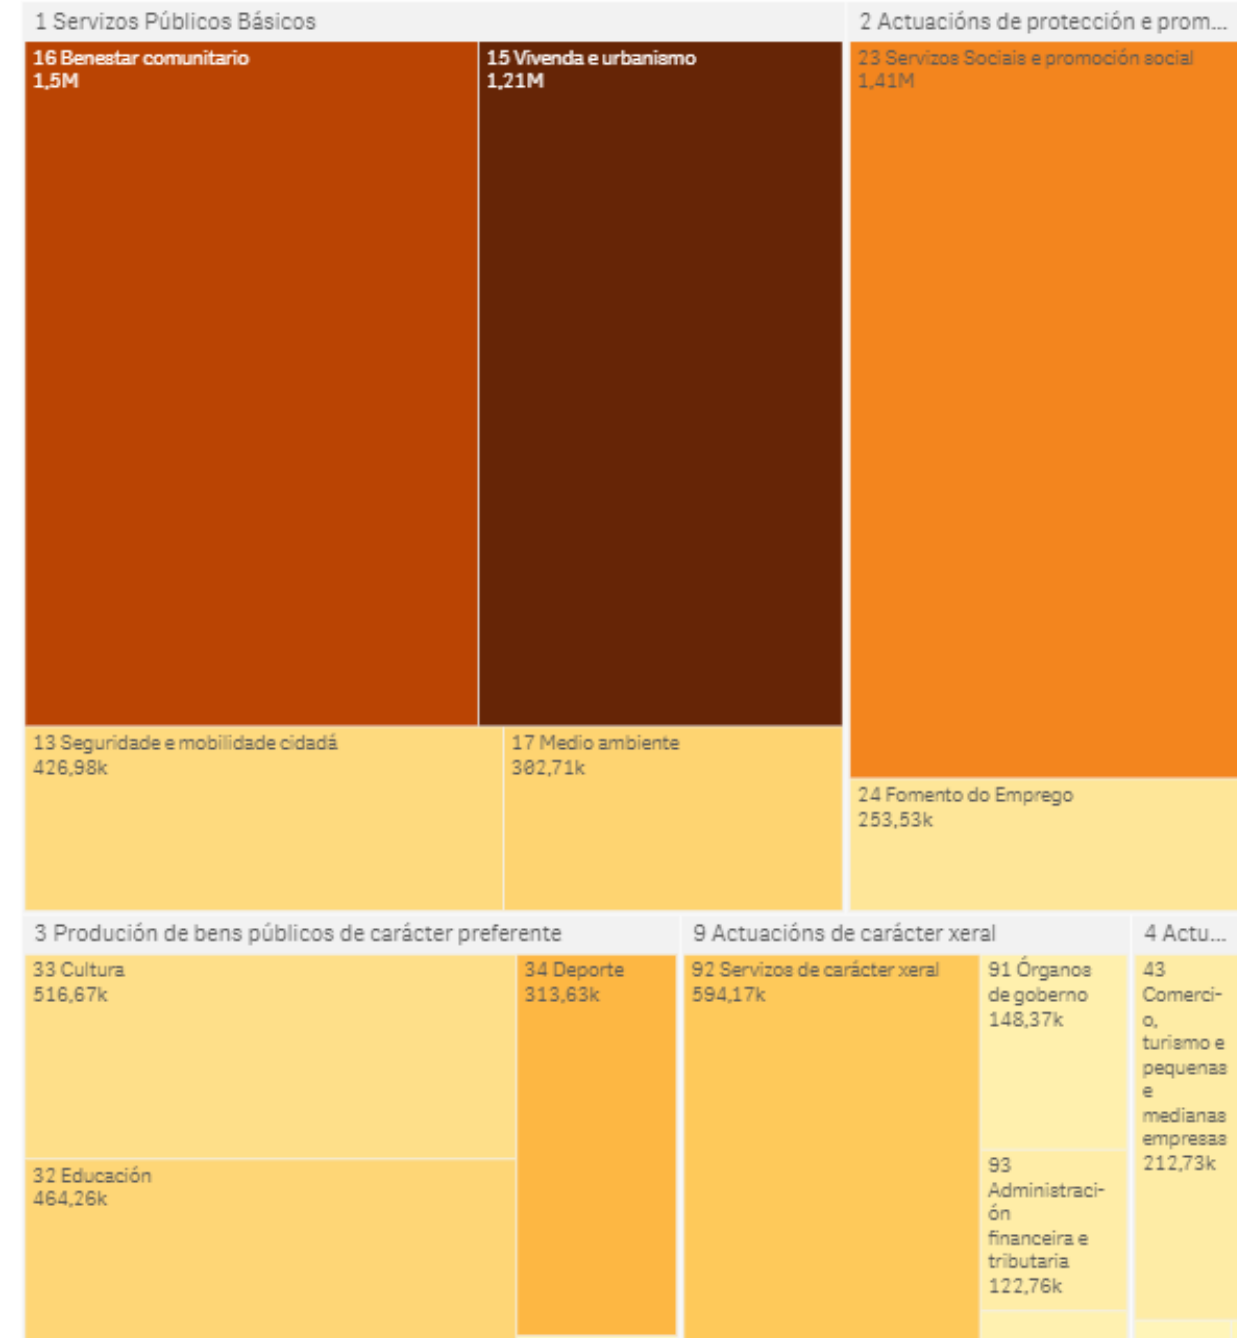 1 Servizos Públicos Básicos
16 Benestar comunitario
1,5M
15 Vivenda e urbanismo
1,21M
13 Seguridade e mobilidade cidadá
426,98k
17 Medio ambiente
302,71k
2 Actuacións de protección e prom...
23 Servizos Sociais e promoción social
1,41M
24 Fomento do Emprego
253,53k
3 Produción de bens públicos de carácter preferente
33 Cultura
516,67k
34 Deporte
313,63k
32 Educación
464,26k
9 Actuacións de carácter xeral
92 Servizos de carácter xeral
594,17k
91 Órganos
de goberno
148,37k
93
Administraci-
ón
financeira e
tributaria
122,76k
4 Actu...
43
Comerci-
o,
turismo e
pequenas
e
medianas
empresas
212,73k